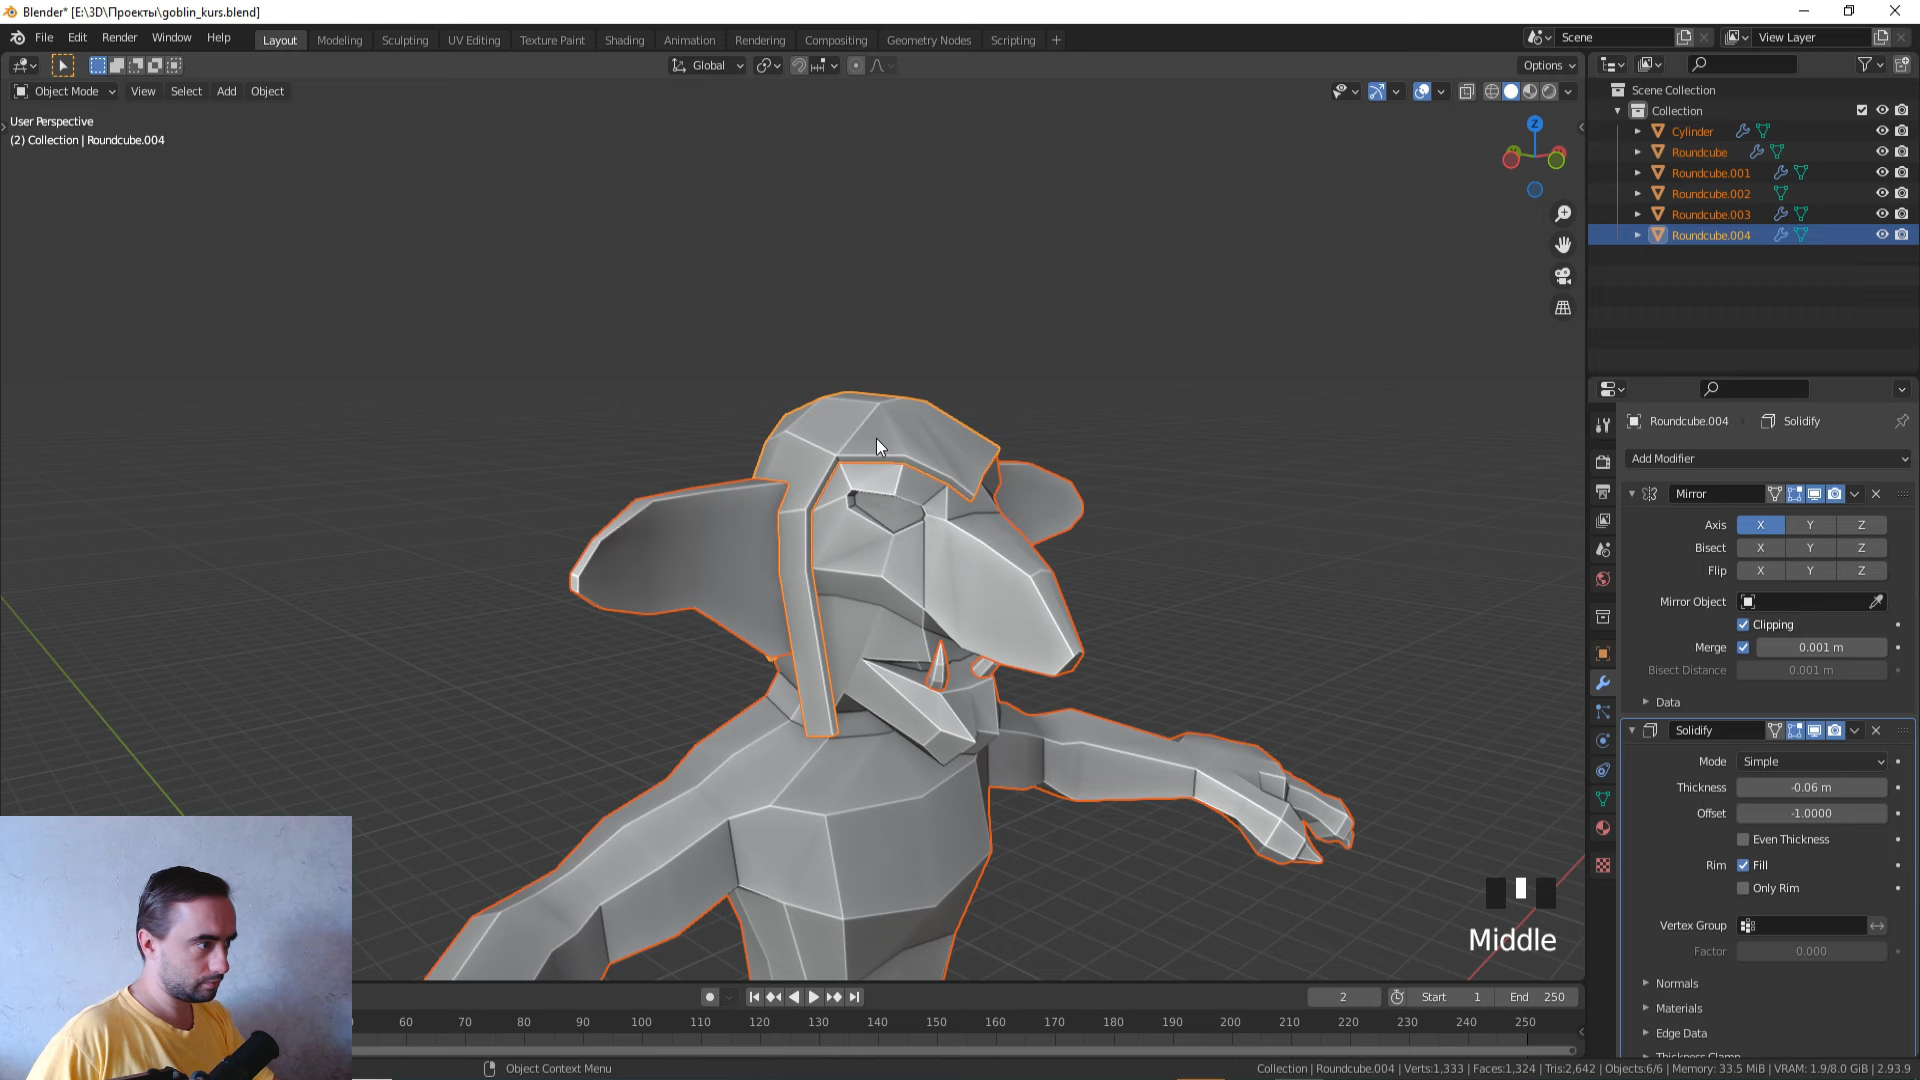 Blender* [E:\3D\Проекты\goblin_kurs.blend]
File Edit Render Window Help Layout Modeling Sculpting UV Editing Texture Paint Shading Animation Rendering Compositing Geometry Nodes Scripting + Scene View Layer
Global Options
Object Mode View Select Add Object
User Perspective
(2) Collection | Roundcube.004
Z
Scene Collection
Collection
Cylinder
Roundcube
Roundcube.001
Roundcube.002
Roundcube.003
Roundcube.004
Roundcube.004 Solidify
Add Modifier
Mirror
Axis X Y Z
Bisect X Y Z
Flip X Y Z
Mirror Object
Clipping
Merge 0.001 m
Bisect Distance 0.001 m
Data
Solidify
Mode Simple
Thickness -0.06 m
Offset -1.0000
Even Thickness
Rim Fill
Only Rim
Vertex Group
Factor 0.000
Normals
Materials
Edge Data
Thickness Clamp
Middle
2 Start 1 End 250
60 70 80 90 100 110 120 130 140 150 160 170 180 190 200 210 220 230 240 250
Object Context Menu
Collection | Roundcube.004 | Verts:1,333 | Faces:1,324 | Tris:2,642 | Objects:6/6 | Memory: 33.5 MiB | VRAM: 1.9/8.0 GiB | 2.93.9